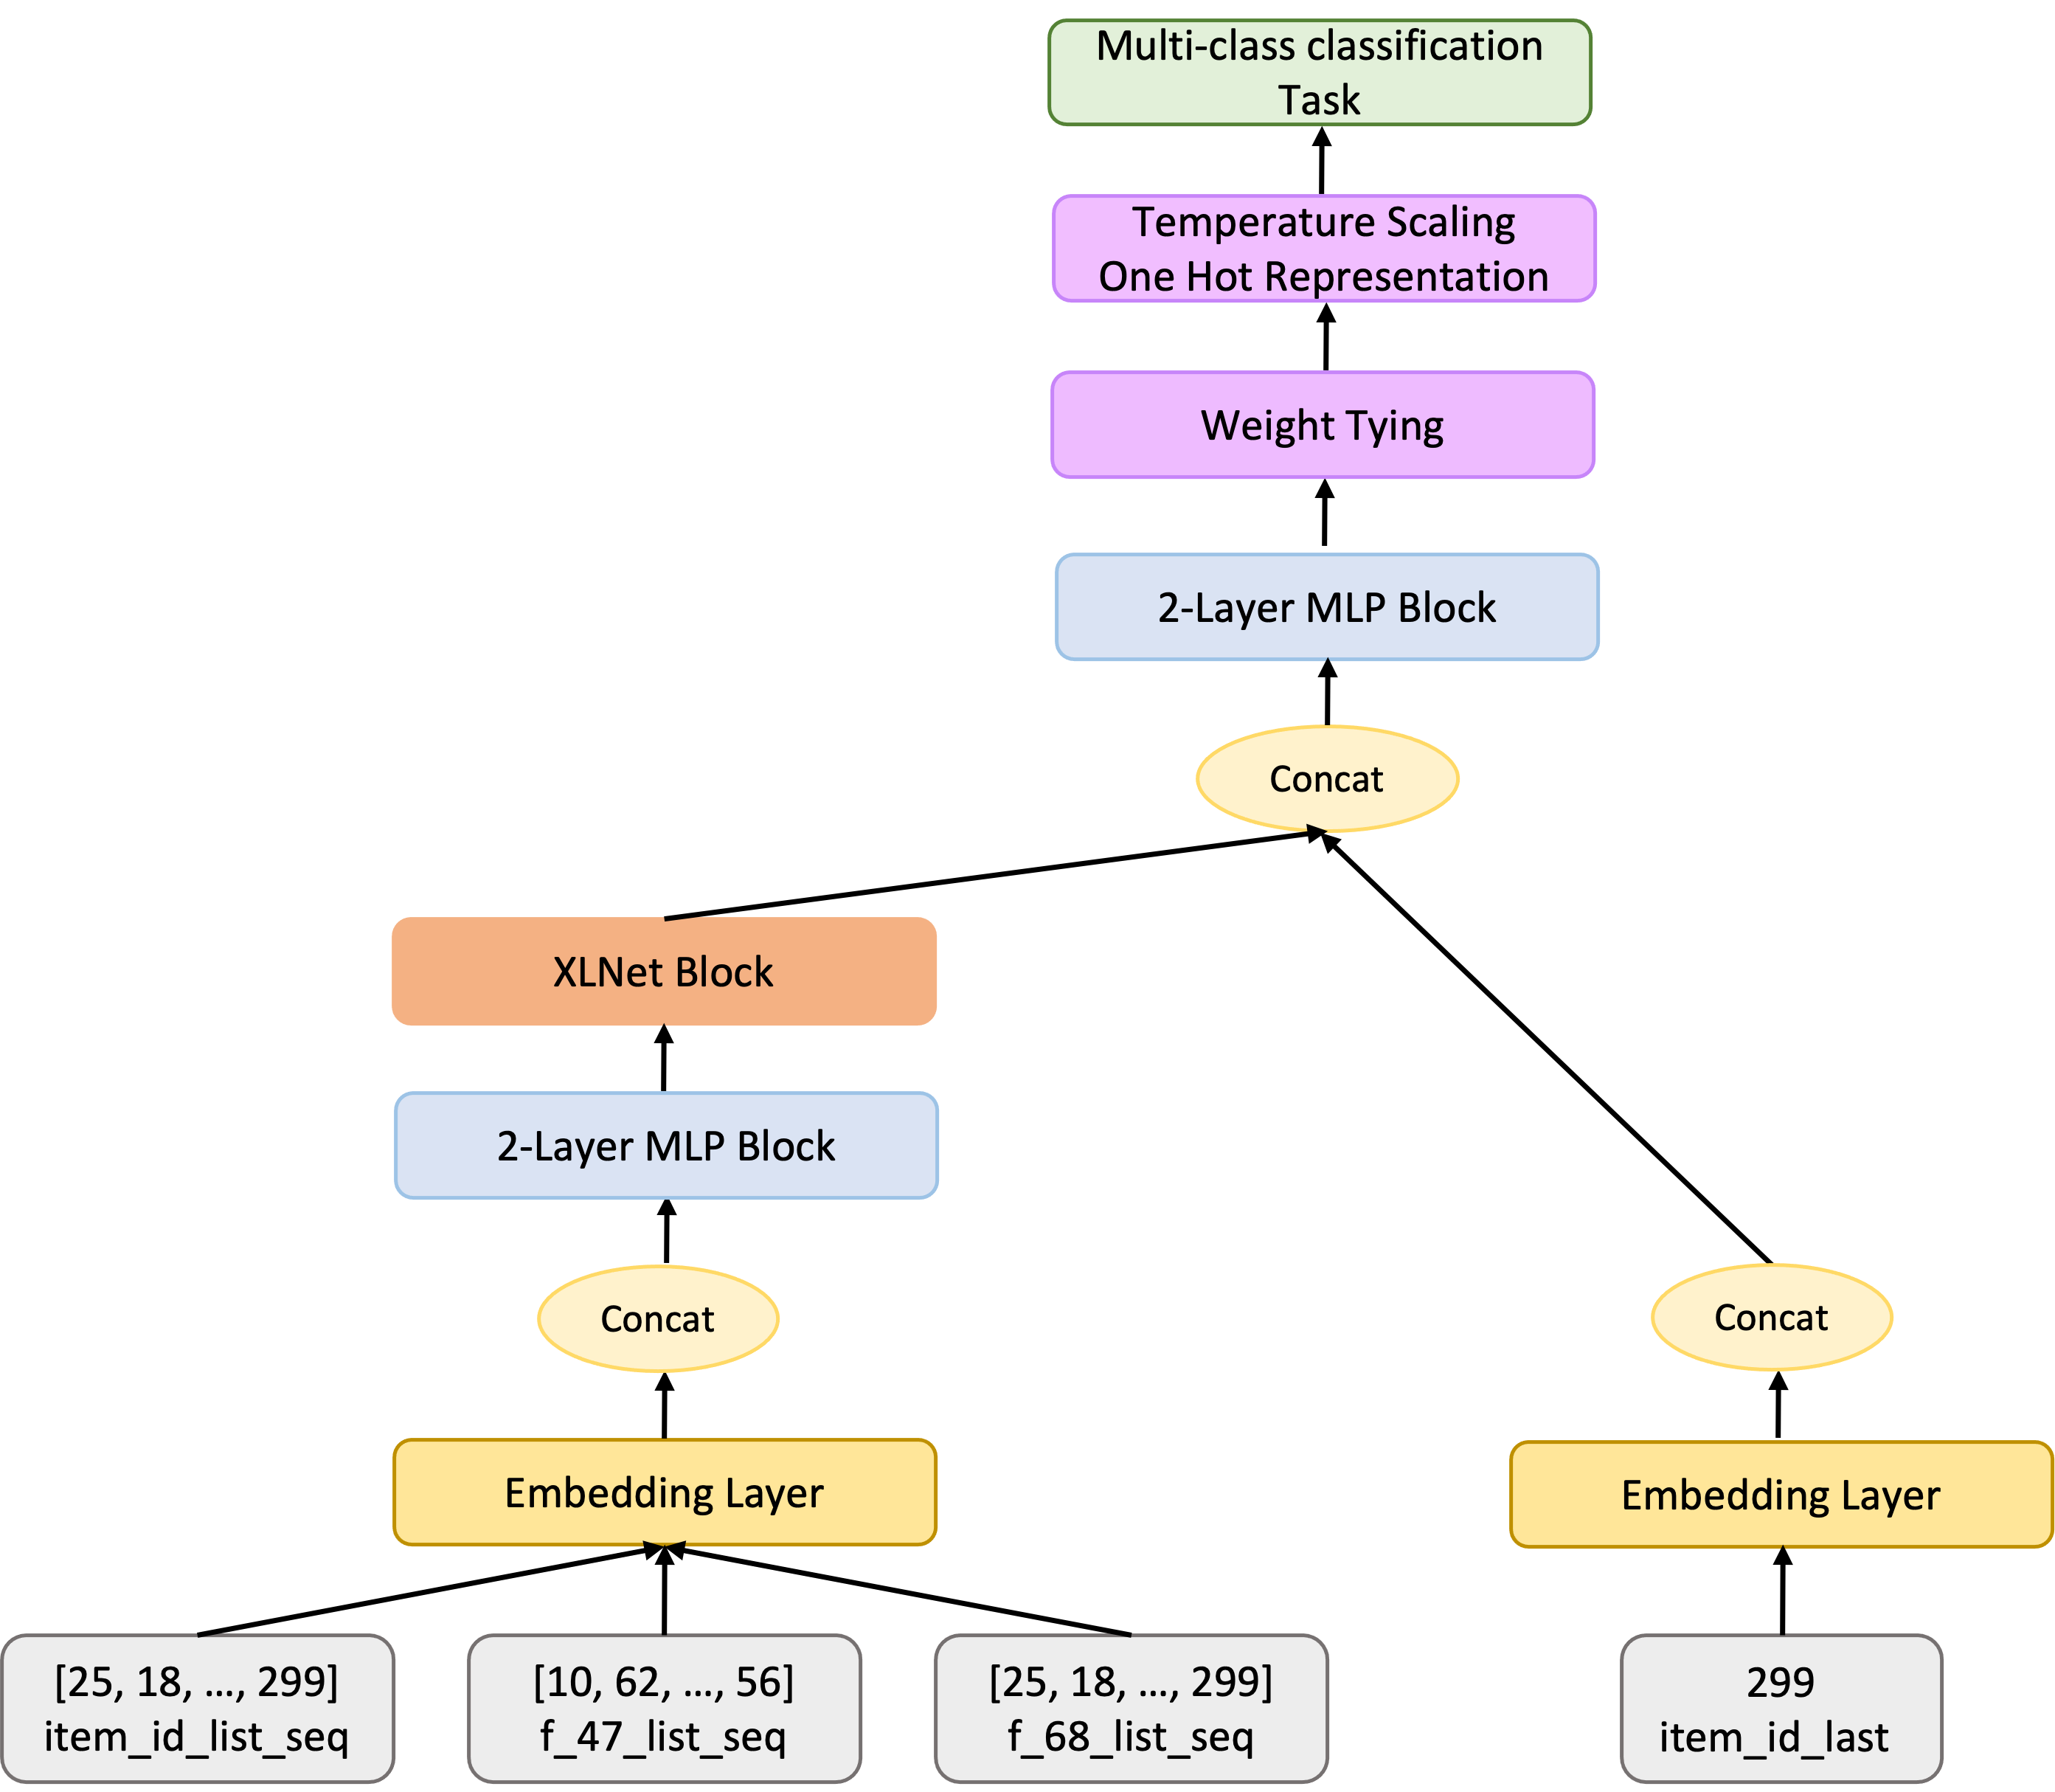 Multi-class classification
Task
Temperature Scaling
One Hot Representation
Weight Tying
2-Layer MLP Block
Concat
XLNet Block
2-Layer MLP Block
Concat
Concat
Embedding Layer
Embedding Layer
[25, 18, ..., 299]
item_id_list_seq
[10, 62, ..., 56]
f_47_list_seq
[25, 18, ..., 299]
f_68_list_seq
299
item_id_last